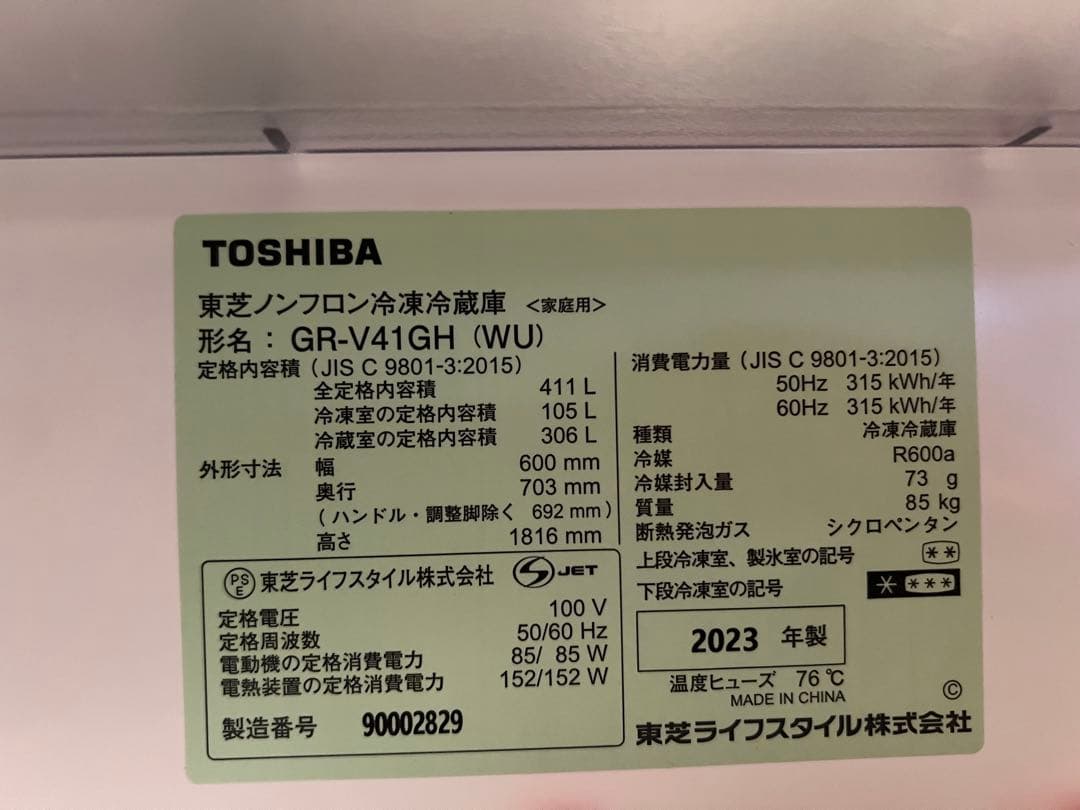 TOSHIBA
東芝ノンフロン冷凍冷蔵庫 <家庭用>
形名：GR-V41GH (WU)
定格内容積 (JIS C 9801-3:2015)
全定格内容積 411 L
冷凍室の定格内容積 105 L
冷蔵室の定格内容積 306 L
外形寸法 幅 600 mm
奥行 703 mm
(ハンドル・調整脚除く 692 mm)
高さ 1816 mm
消費電力量 (JIS C 9801-3:2015)
50Hz 315 kWh/年
60Hz 315 kWh/年
種類 冷凍冷蔵庫
冷媒 R600a
冷媒封入量 73 g
質量 85 kg
断熱発泡ガス シクロペンタン
上段冷凍室、製氷室の記号 **
下段冷凍室の記号 * ***
PSE 東芝ライフスタイル株式会社 S JET
定格電圧 100 V
定格周波数 50/60 Hz
電動機の定格消費電力 85/ 85 W
電熱装置の定格消費電力 152/152 W
製造番号 90002829
2023 年製
温度ヒューズ 76 ℃
MADE IN CHINA
©
東芝ライフスタイル株式会社